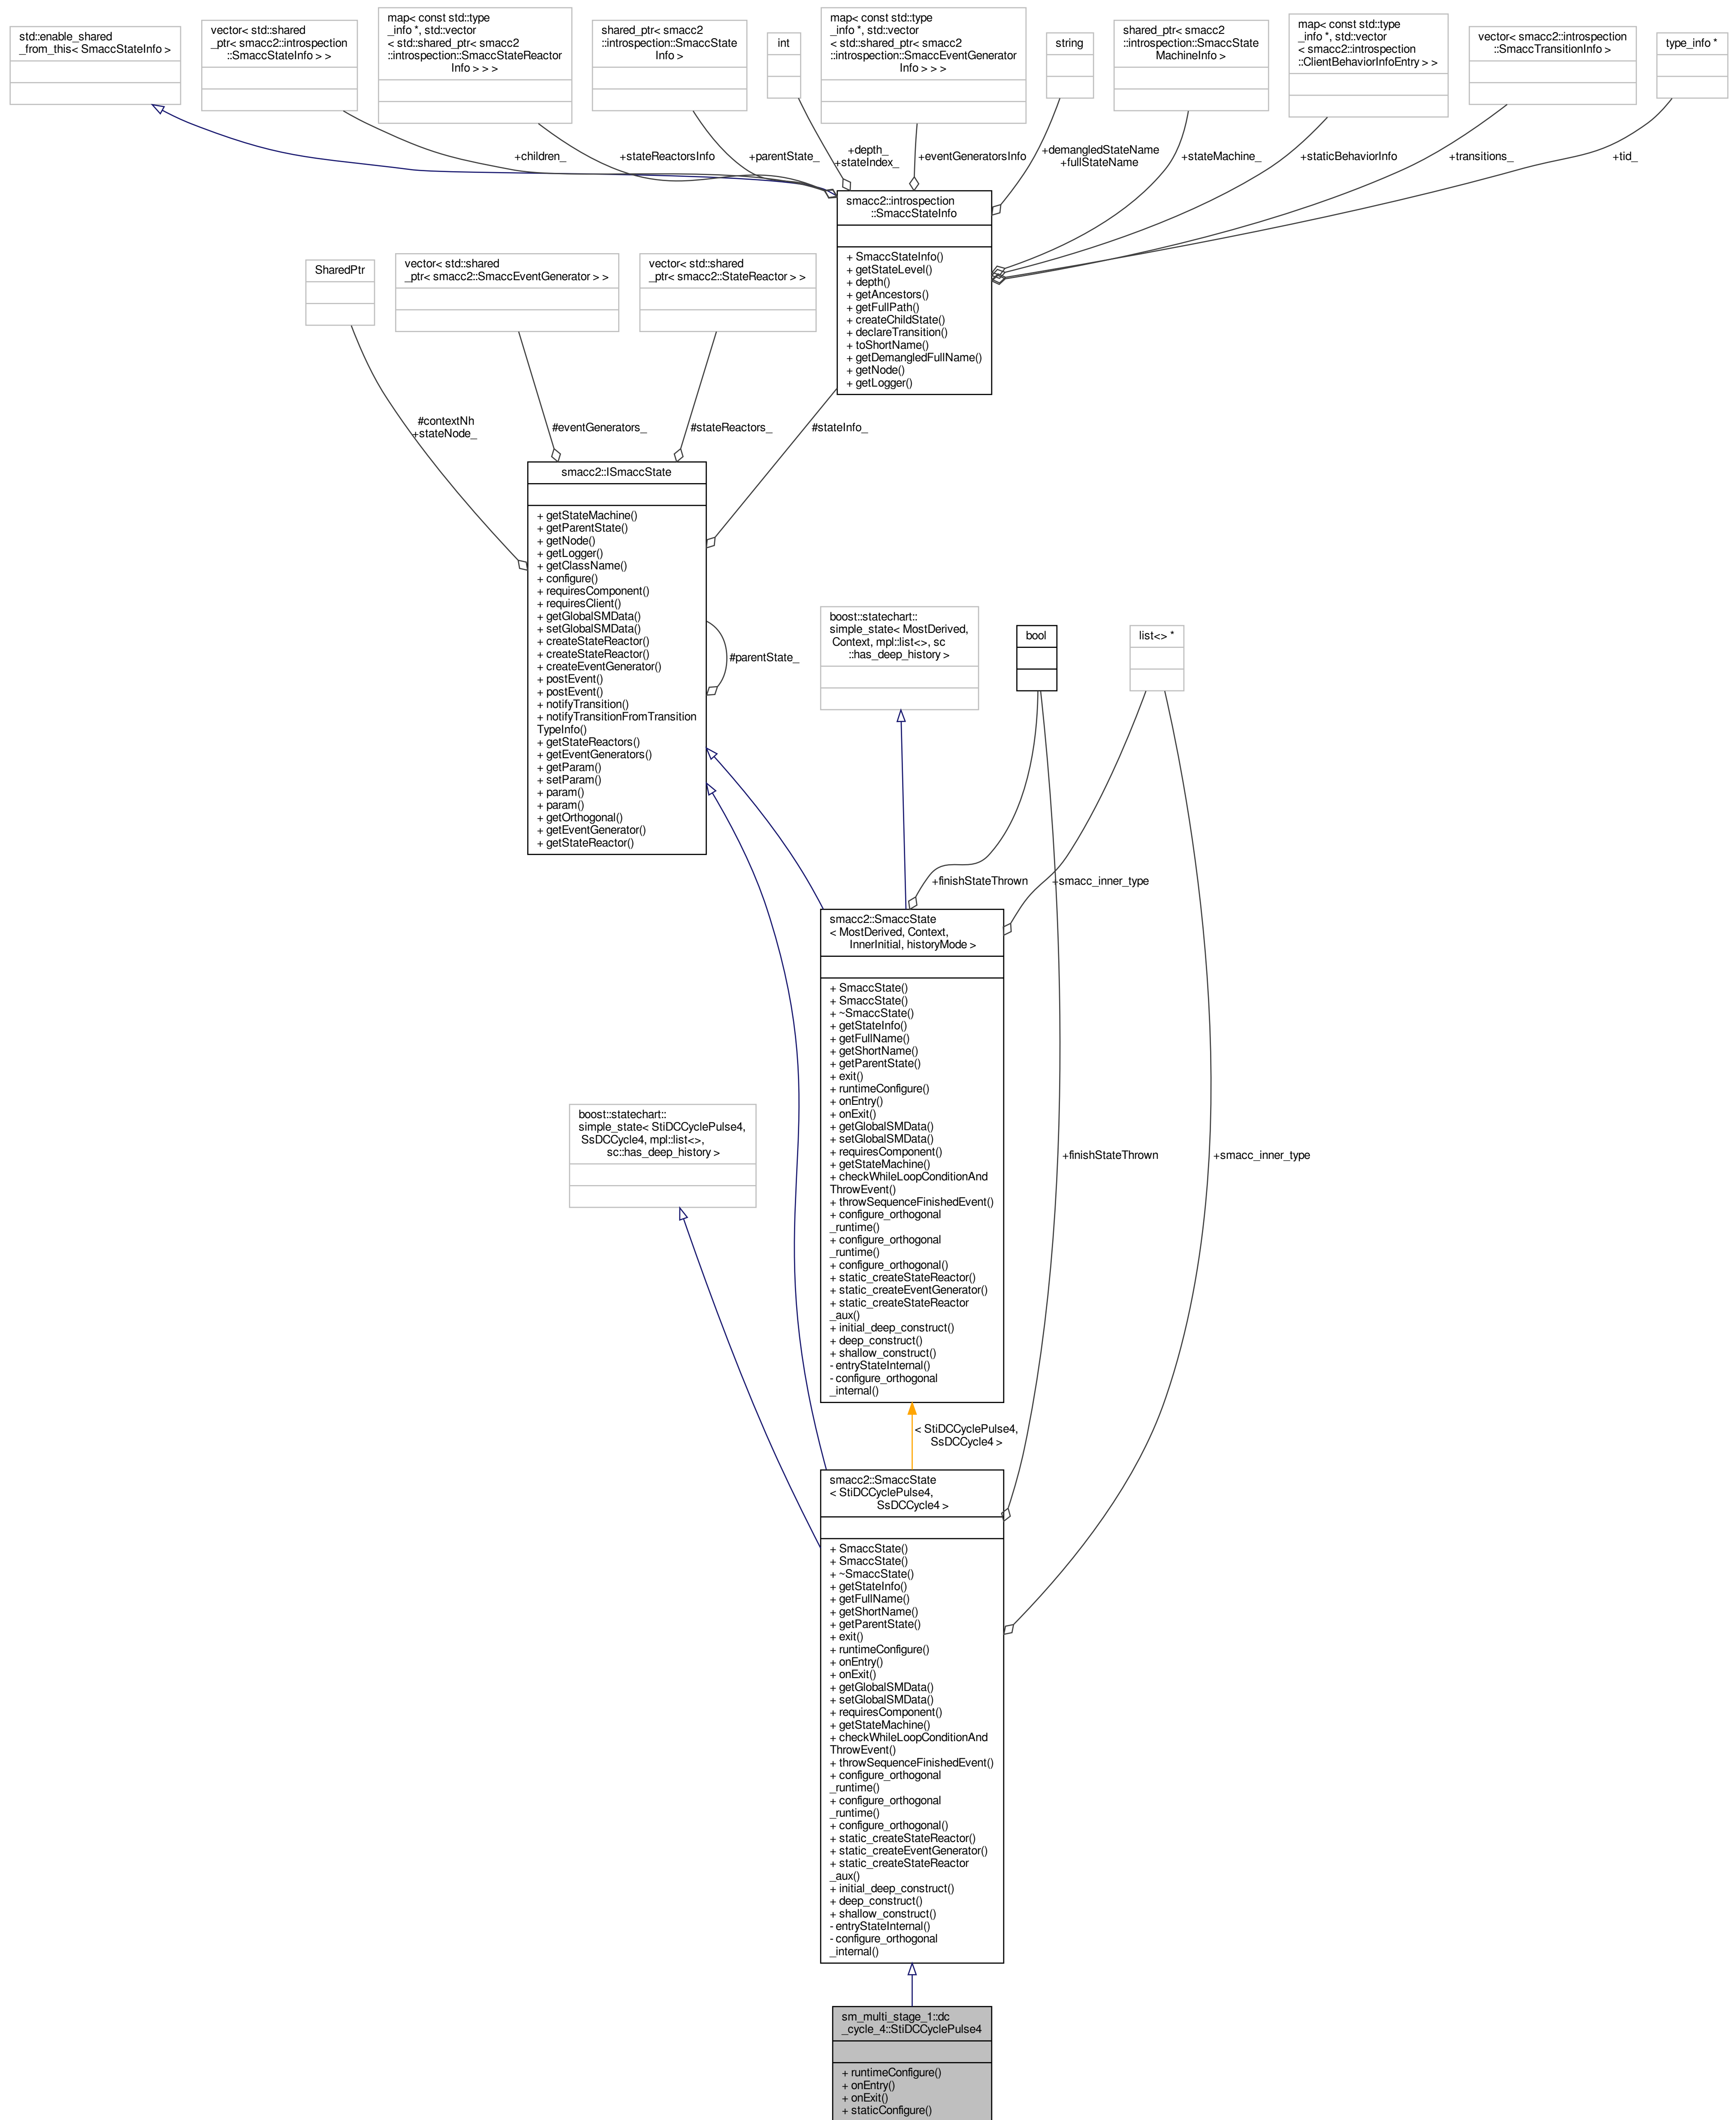 std::enable_shared
_from_this< SmaccStateInfo >
vector< std::shared
_ptr< smacc2::introspection
::SmaccStateInfo > >
map< const std::type
_info *, std::vector
< std::shared_ptr< smacc2
::introspection::SmaccStateReactor
Info > > >
shared_ptr< smacc2
::introspection::SmaccState
Info >
int
map< const std::type
_info *, std::vector
< std::shared_ptr< smacc2
::introspection::SmaccEventGenerator
Info > > >
string
shared_ptr< smacc2
::introspection::SmaccState
MachineInfo >
map< const std::type
_info *, std::vector
< smacc2::introspection
::ClientBehaviorInfoEntry > >
vector< smacc2::introspection
::SmaccTransitionInfo >
type_info *
+children_
+stateReactorsInfo
+parentState_
+depth_
+stateIndex_
+eventGeneratorsInfo
+demangledStateName
+fullStateName
+stateMachine_
+staticBehaviorInfo
+transitions_
+tid_
smacc2::introspection
::SmaccStateInfo
+ SmaccStateInfo()
+ getStateLevel()
+ depth()
+ getAncestors()
+ getFullPath()
+ createChildState()
+ declareTransition()
+ toShortName()
+ getDemangledFullName()
+ getNode()
+ getLogger()
SharedPtr
vector< std::shared
_ptr< smacc2::SmaccEventGenerator > >
vector< std::shared
_ptr< smacc2::StateReactor > >
#contextNh
+stateNode_
#eventGenerators_
#stateReactors_
#stateInfo_
smacc2::ISmaccState
+ getStateMachine()
+ getParentState()
+ getNode()
+ getLogger()
+ getClassName()
+ configure()
+ requiresComponent()
+ requiresClient()
+ getGlobalSMData()
+ setGlobalSMData()
+ createStateReactor()
+ createStateReactor()
+ createEventGenerator()
+ postEvent()
+ postEvent()
+ notifyTransition()
+ notifyTransitionFromTransition
TypeInfo()
+ getStateReactors()
+ getEventGenerators()
+ getParam()
+ setParam()
+ param()
+ param()
+ getOrthogonal()
+ getEventGenerator()
+ getStateReactor()
#parentState_
boost::statechart::
simple_state< MostDerived,
Context, mpl::list<>, sc
::has_deep_history >
bool
list<> *
+finishStateThrown
+smacc_inner_type
smacc2::SmaccState
< MostDerived, Context,
InnerInitial, historyMode >
+ SmaccState()
+ SmaccState()
+ ~SmaccState()
+ getStateInfo()
+ getFullName()
+ getShortName()
+ getParentState()
+ exit()
+ runtimeConfigure()
+ onEntry()
+ onExit()
+ getGlobalSMData()
+ setGlobalSMData()
+ requiresComponent()
+ getStateMachine()
+ checkWhileLoopConditionAnd
ThrowEvent()
+ throwSequenceFinishedEvent()
+ configure_orthogonal
_runtime()
+ configure_orthogonal
_runtime()
+ configure_orthogonal()
+ static_createStateReactor()
+ static_createEventGenerator()
+ static_createStateReactor
_aux()
+ initial_deep_construct()
+ deep_construct()
+ shallow_construct()
- entryStateInternal()
- configure_orthogonal
_internal()
boost::statechart::
simple_state< StiDCCyclePulse4,
SsDCCycle4, mpl::list<>,
sc::has_deep_history >
+finishStateThrown
+smacc_inner_type
< StiDCCyclePulse4,
SsDCCycle4 >
smacc2::SmaccState
< StiDCCyclePulse4,
SsDCCycle4 >
+ SmaccState()
+ SmaccState()
+ ~SmaccState()
+ getStateInfo()
+ getFullName()
+ getShortName()
+ getParentState()
+ exit()
+ runtimeConfigure()
+ onEntry()
+ onExit()
+ getGlobalSMData()
+ setGlobalSMData()
+ requiresComponent()
+ getStateMachine()
+ checkWhileLoopConditionAnd
ThrowEvent()
+ throwSequenceFinishedEvent()
+ configure_orthogonal
_runtime()
+ configure_orthogonal
_runtime()
+ configure_orthogonal()
+ static_createStateReactor()
+ static_createEventGenerator()
+ static_createStateReactor
_aux()
+ initial_deep_construct()
+ deep_construct()
+ shallow_construct()
- entryStateInternal()
- configure_orthogonal
_internal()
sm_multi_stage_1::dc
_cycle_4::StiDCCyclePulse4
+ runtimeConfigure()
+ onEntry()
+ onExit()
+ staticConfigure()